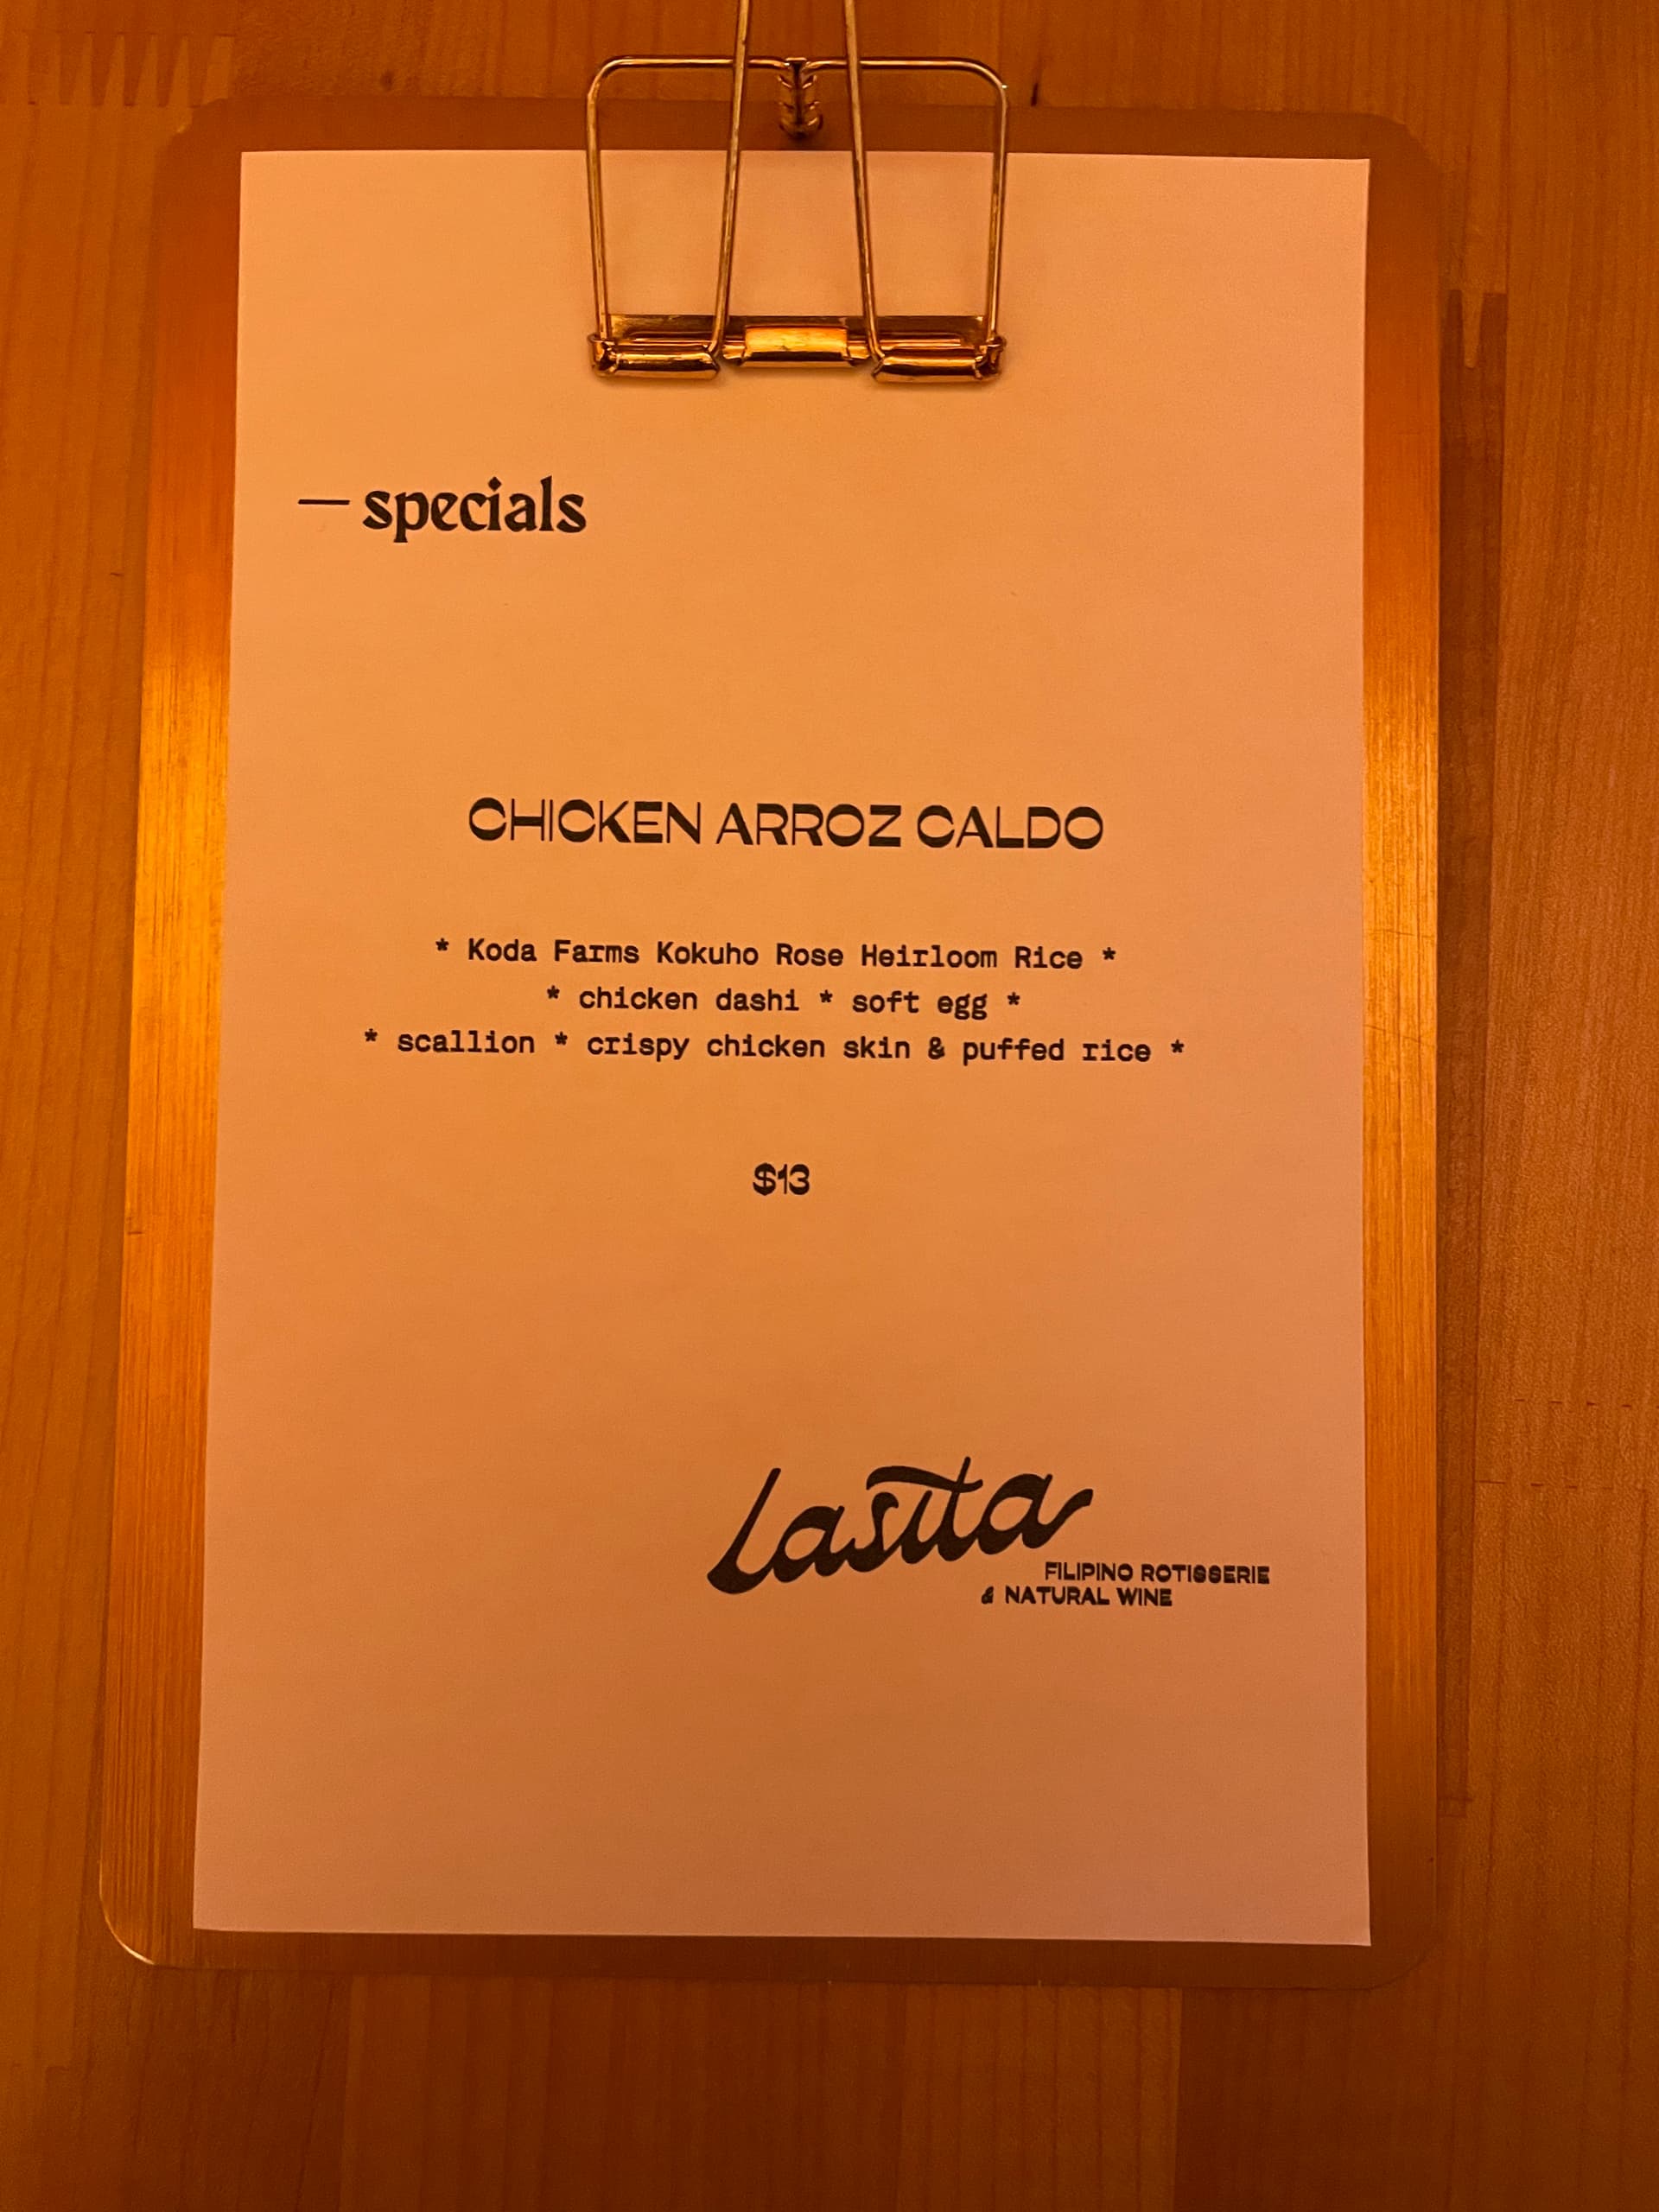 — specials
CHICKEN ARROZ CALDO
* Koda Farms Kokuho Rose Heirloom Rice *
* chicken dashi * soft egg *
* scallion * crispy chicken skin & puffed rice *
$13
Lasita
FILIPINO ROTISSERIE
& NATURAL WINE